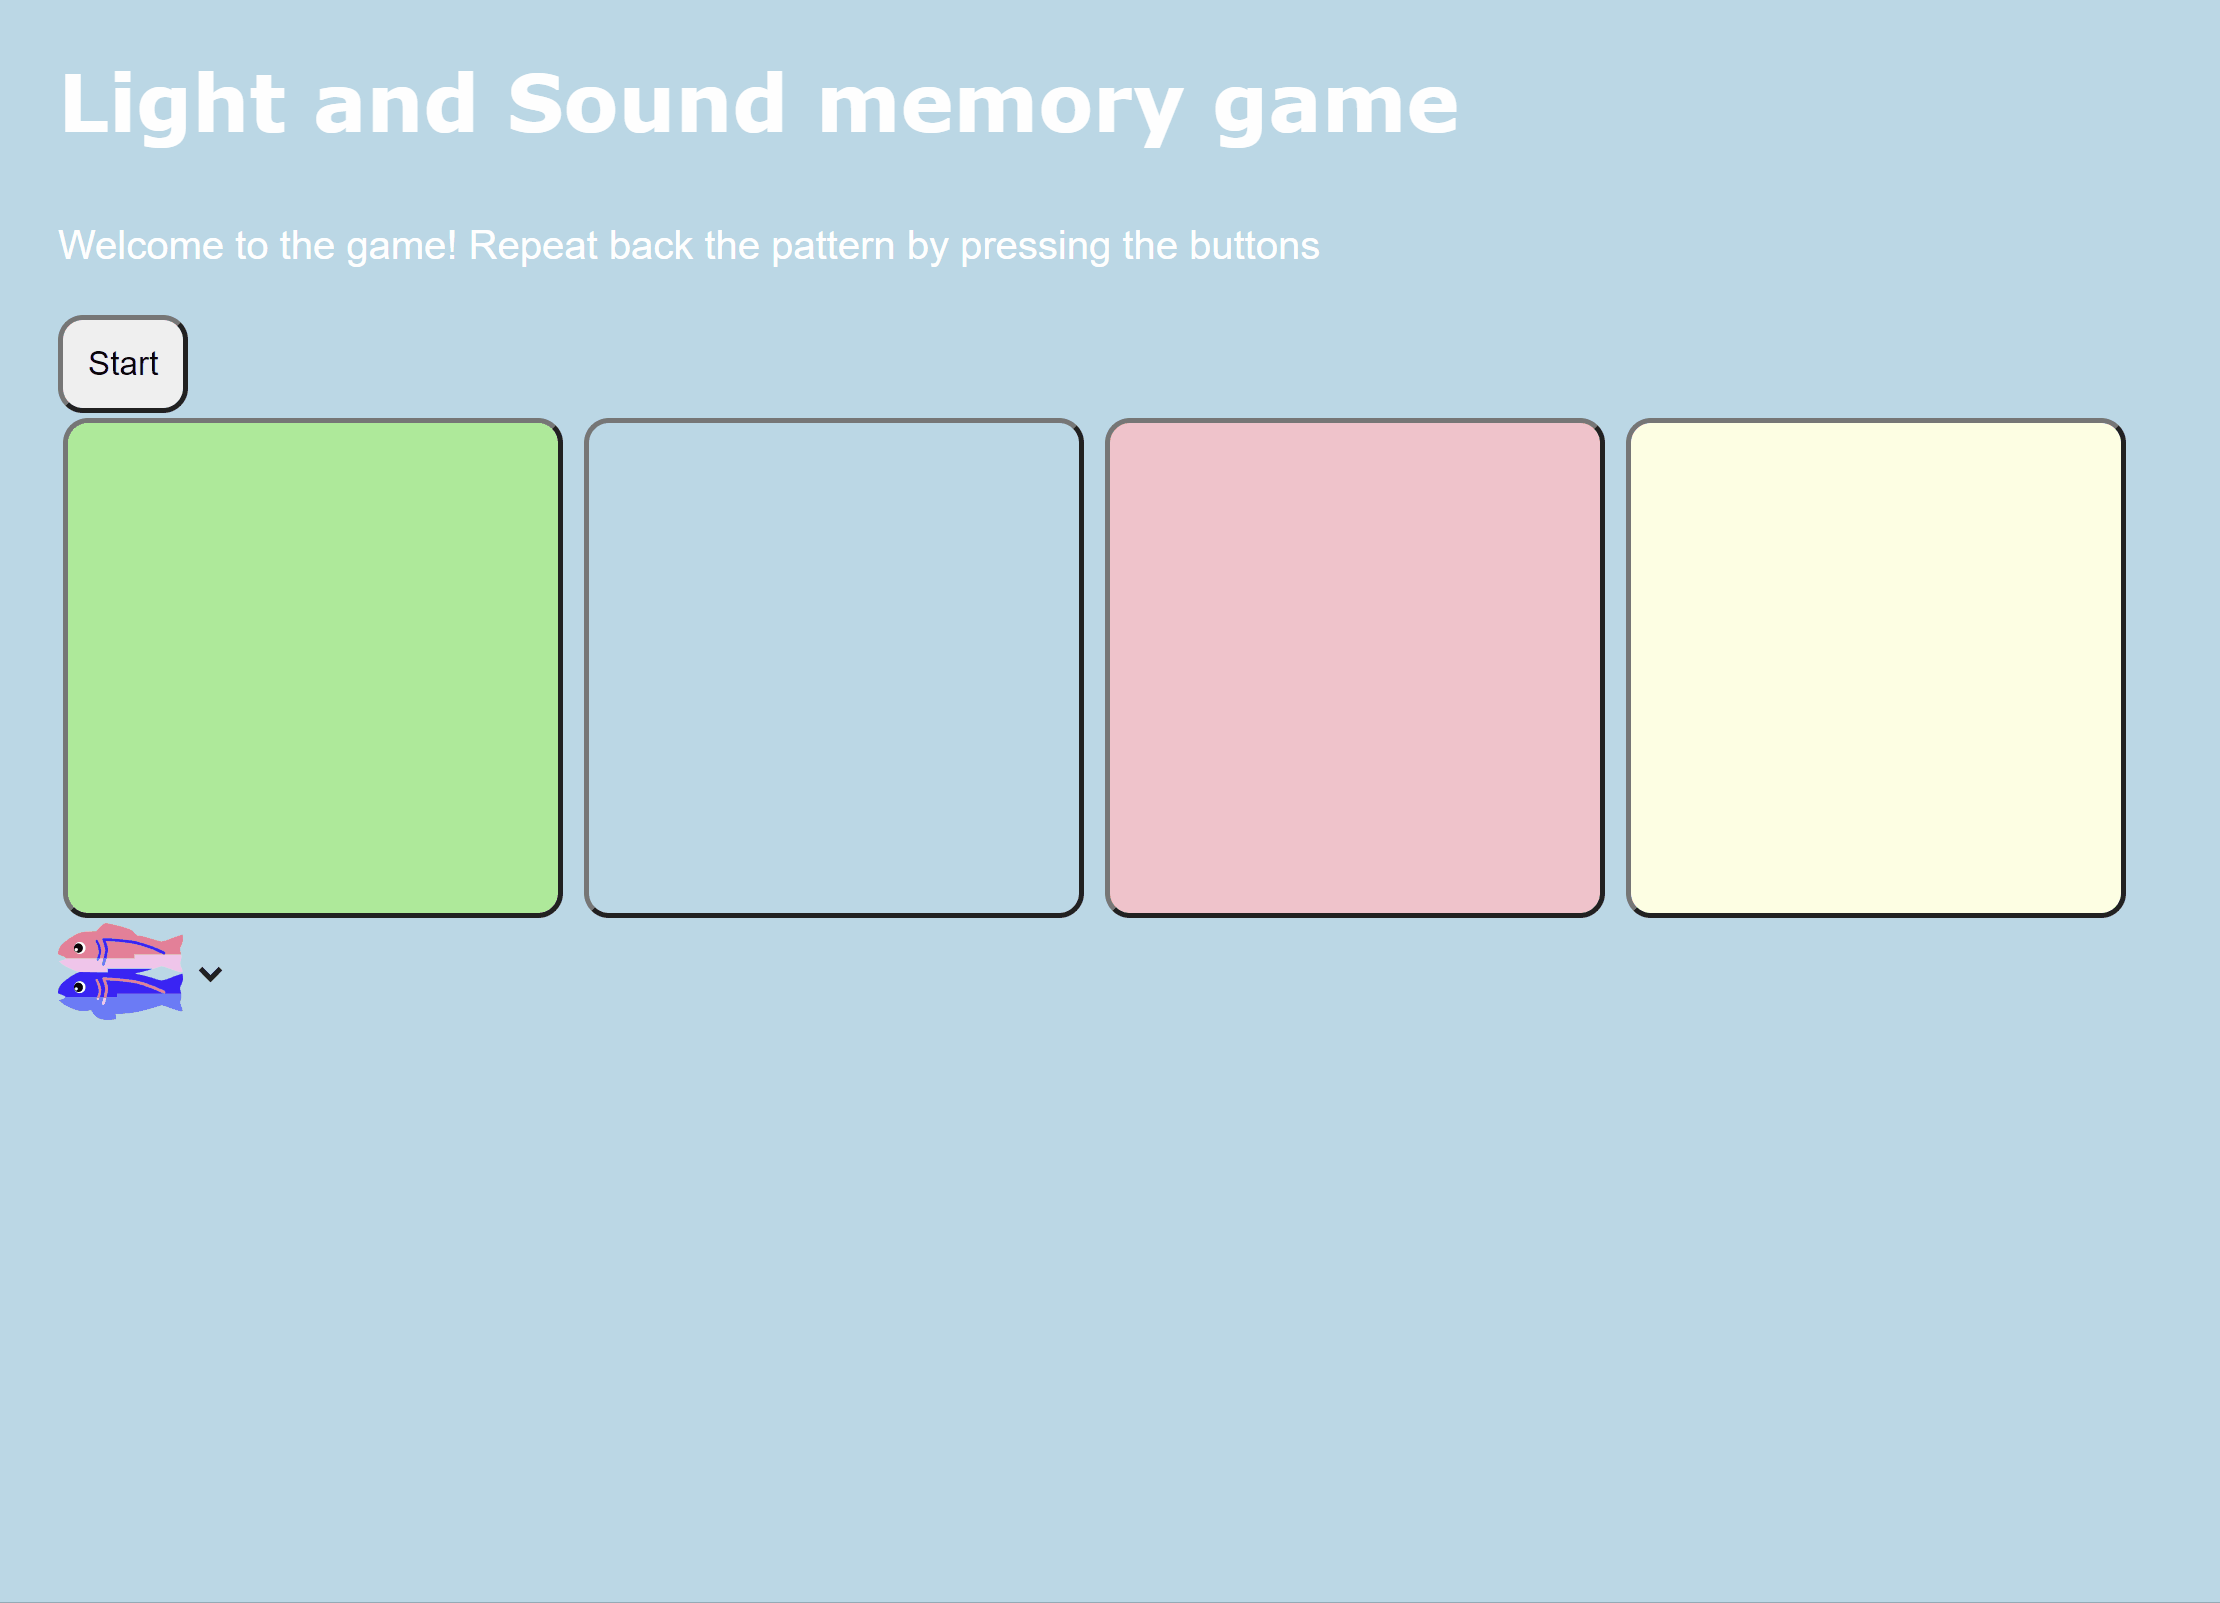 Light and Sound memory game
Welcome to the game! Repeat back the pattern by pressing the buttons
Start